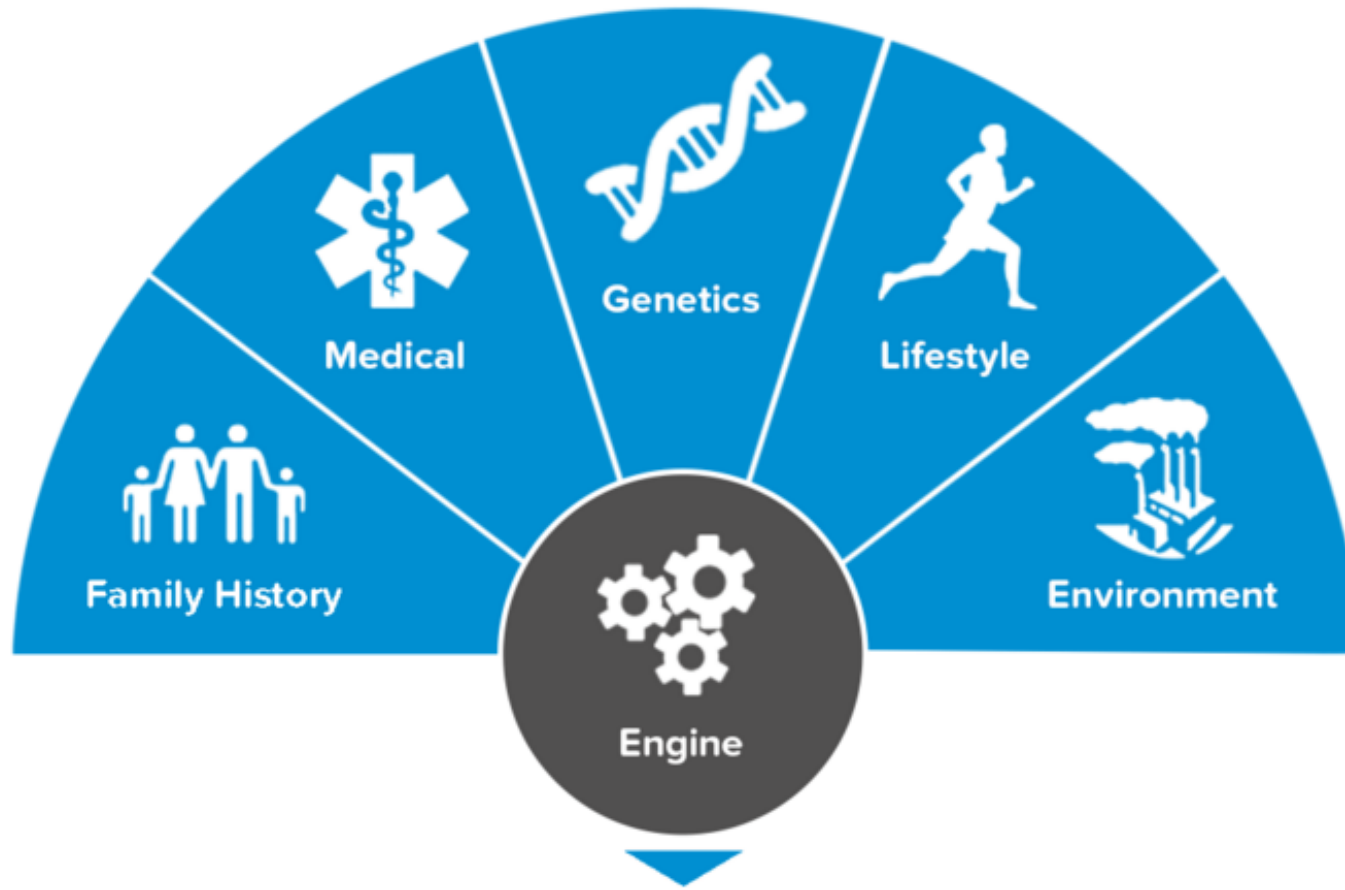 Family History
Medical
Genetics
Lifestyle
Environment
Engine